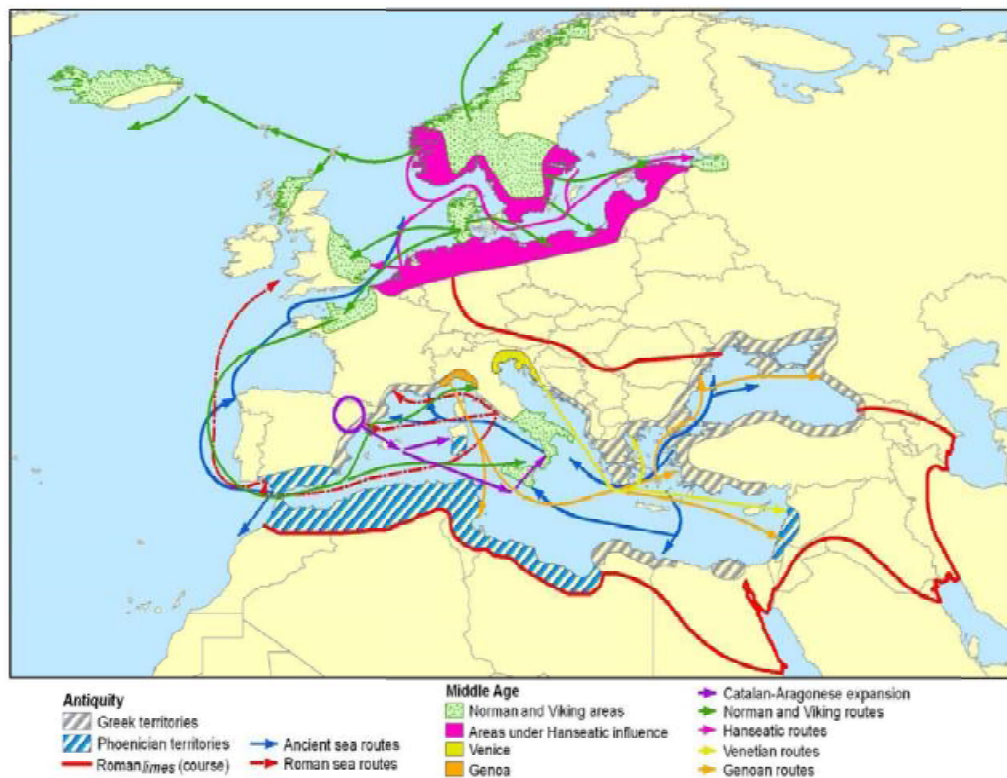 Antiquity
Greek territories
Phoenician territories
Roman limes (course)
Ancient sea routes
Roman sea routes
Middle Age
Norman and Viking areas
Areas under Hanseatic influence
Venice
Genoa
Catalan-Aragonese expansion
Norman and Viking routes
Hanseatic routes
Venetian routes
Genoan routes